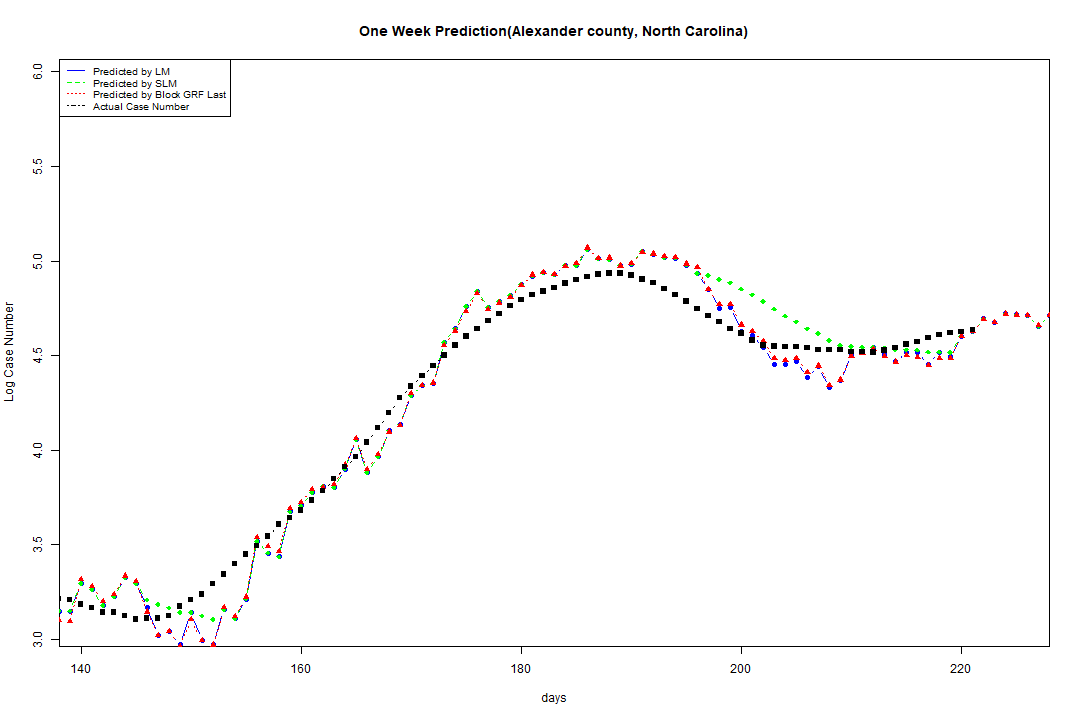 One Week Prediction(Alexander county, North Carolina)
Predicted by LM
Predicted by SLM
Predicted by Block GRF Last
Actual Case Number
6.0
5.5
5.0
4.5
4.0
3.5
3.0
Log Case Number
140 160 180 200 220
days